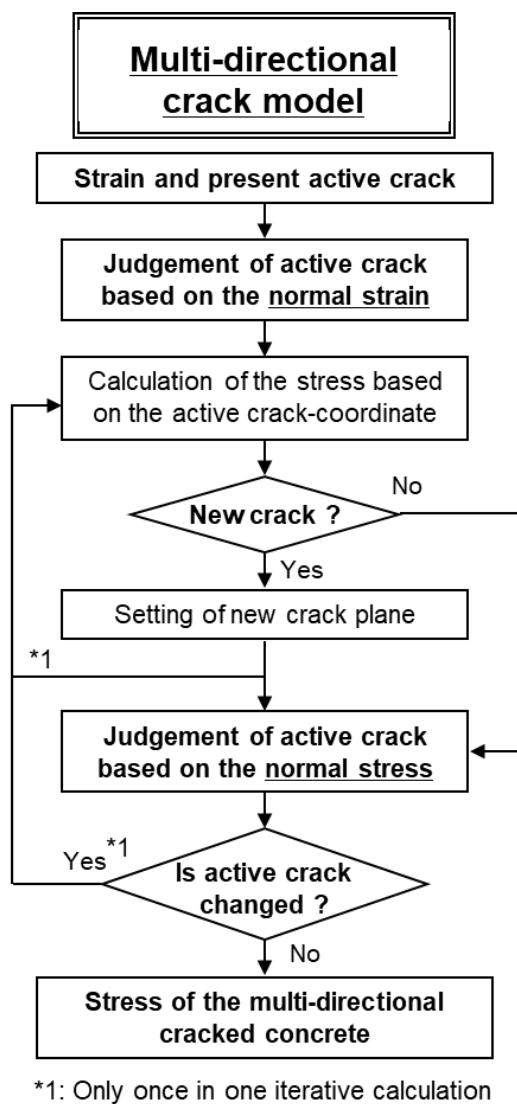 Multi-directional
crack model
Strain and present active crack
Judgement of active crack
based on the normal strain
Calculation of the stress based
on the active crack-coordinate
New crack ?
No
Yes
Setting of new crack plane
*1
Judgement of active crack
based on the normal stress
Yes*1
Is active crack
changed ?
No
Stress of the multi-directional
cracked concrete
*1: Only once in one iterative calculation